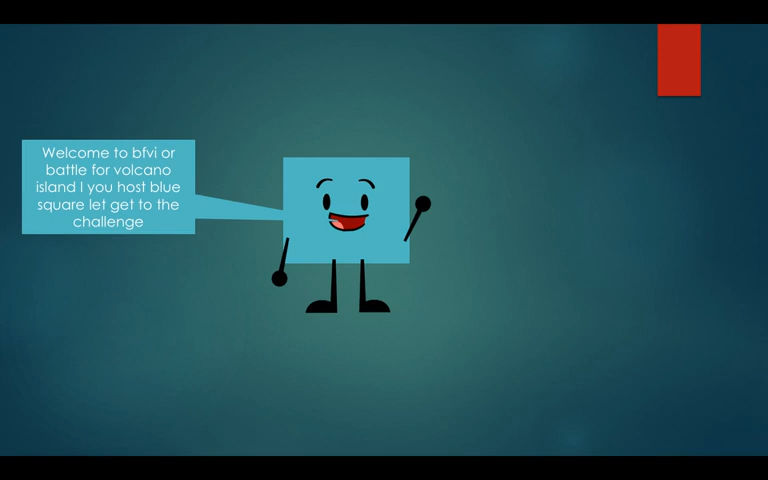 Welcome to bfvi or
battle for volcano
island I you host blue
square let get to the
challenge